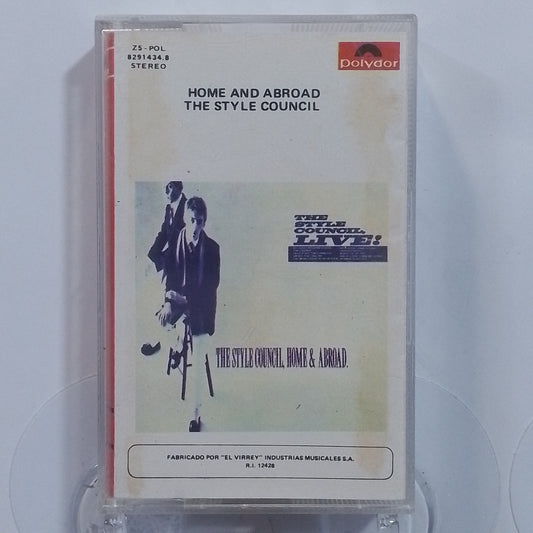 Z5-POL
8291434.8
STEREO
Polydor
HOME AND ABROAD
THE STYLE COUNCIL
THE
STYLE
COUNCIL,
LIVE!
THE STYLE COUNCIL, HOME & ABROAD.
FABRICADO POR "EL VIRREY" INDUSTRIAS MUSICALES S.A.
R.I. 12428